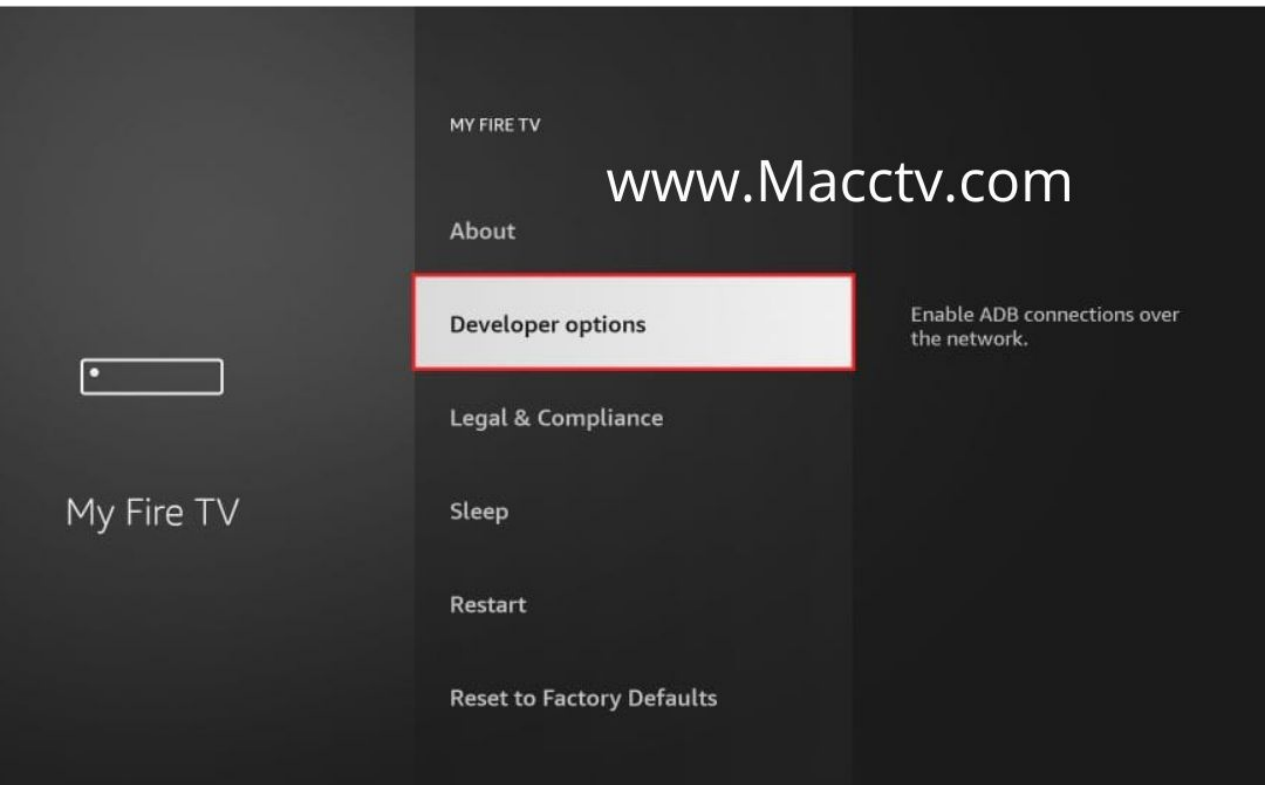 MY FIRE TV
www.Macctv.com
About
Developer options
Enable ADB connections over
the network.
Legal & Compliance
My Fire TV
Sleep
Restart
Reset to Factory Defaults